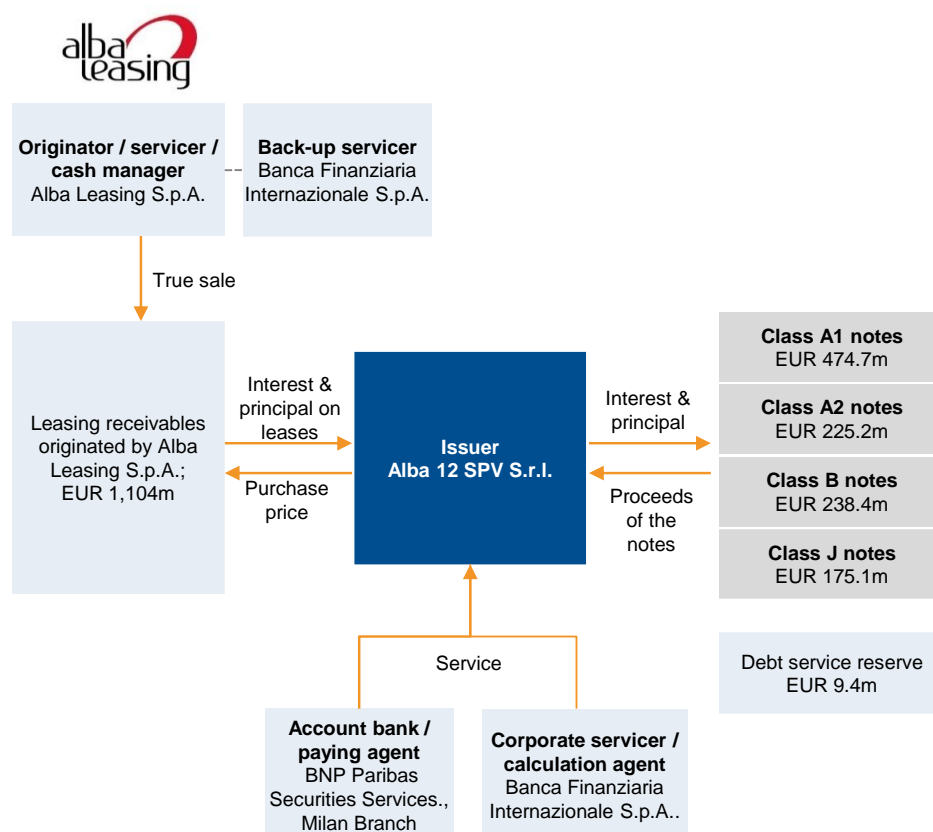 alba
leasing
Originator / servicer /
cash manager
Alba Leasing S.p.A.
Back-up servicer
Banca Finanziaria
Internazionale S.p.A.
True sale
Leasing receivables
originated by Alba
Leasing S.p.A.;
EUR 1,104m
Interest &
principal on
leases
Purchase
price
Issuer
Alba 12 SPV S.r.l.
Interest &
principal
Proceeds
of the
notes
Class A1 notes
EUR 474.7m
Class A2 notes
EUR 225.2m
Class B notes
EUR 238.4m
Class J notes
EUR 175.1m
Debt service reserve
EUR 9.4m
Service
Account bank /
paying agent
BNP Paribas
Securities Services.,
Milan Branch
Corporate servicer /
calculation agent
Banca Finanziaria
Internazionale S.p.A..